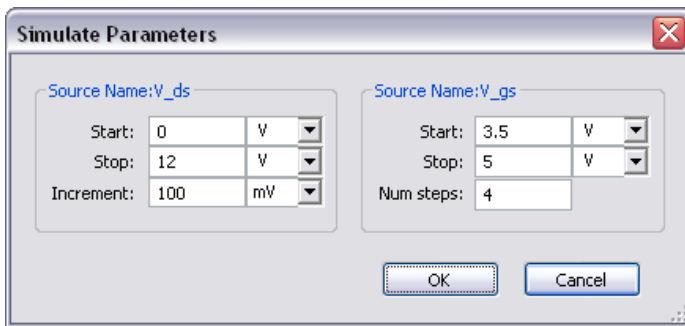 Simulate Parameters
Source Name:V_ds
Start: 0 V
Stop: 12 V
Increment: 100 mV
Source Name:V_gs
Start: 3.5 V
Stop: 5 V
Num steps: 4
OK
Cancel